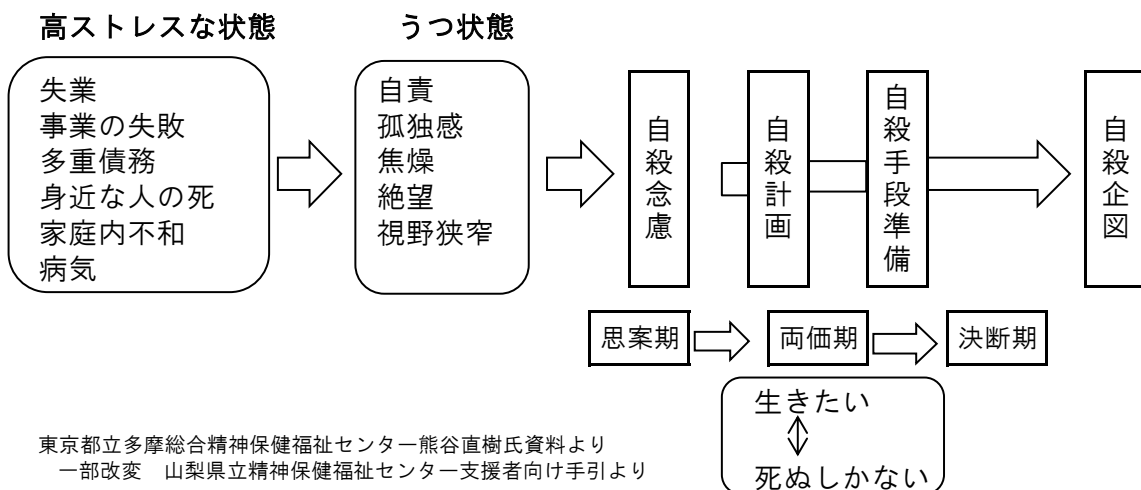 高ストレスな状態
失業
事業の失敗
多重債務
身近な人の死
家庭内不和
病気
うつ状態
自責
孤独感
焦燥
絶望
視野狭窄
自殺念慮
自殺計画
自殺手段準備
自殺企図
思案期
両価期
決断期
生きたい
死ぬしかない
東京都立多摩総合精神保健福祉センター熊谷直樹氏資料より
一部改変　山梨県立精神保健福祉センター支援者向け手引より